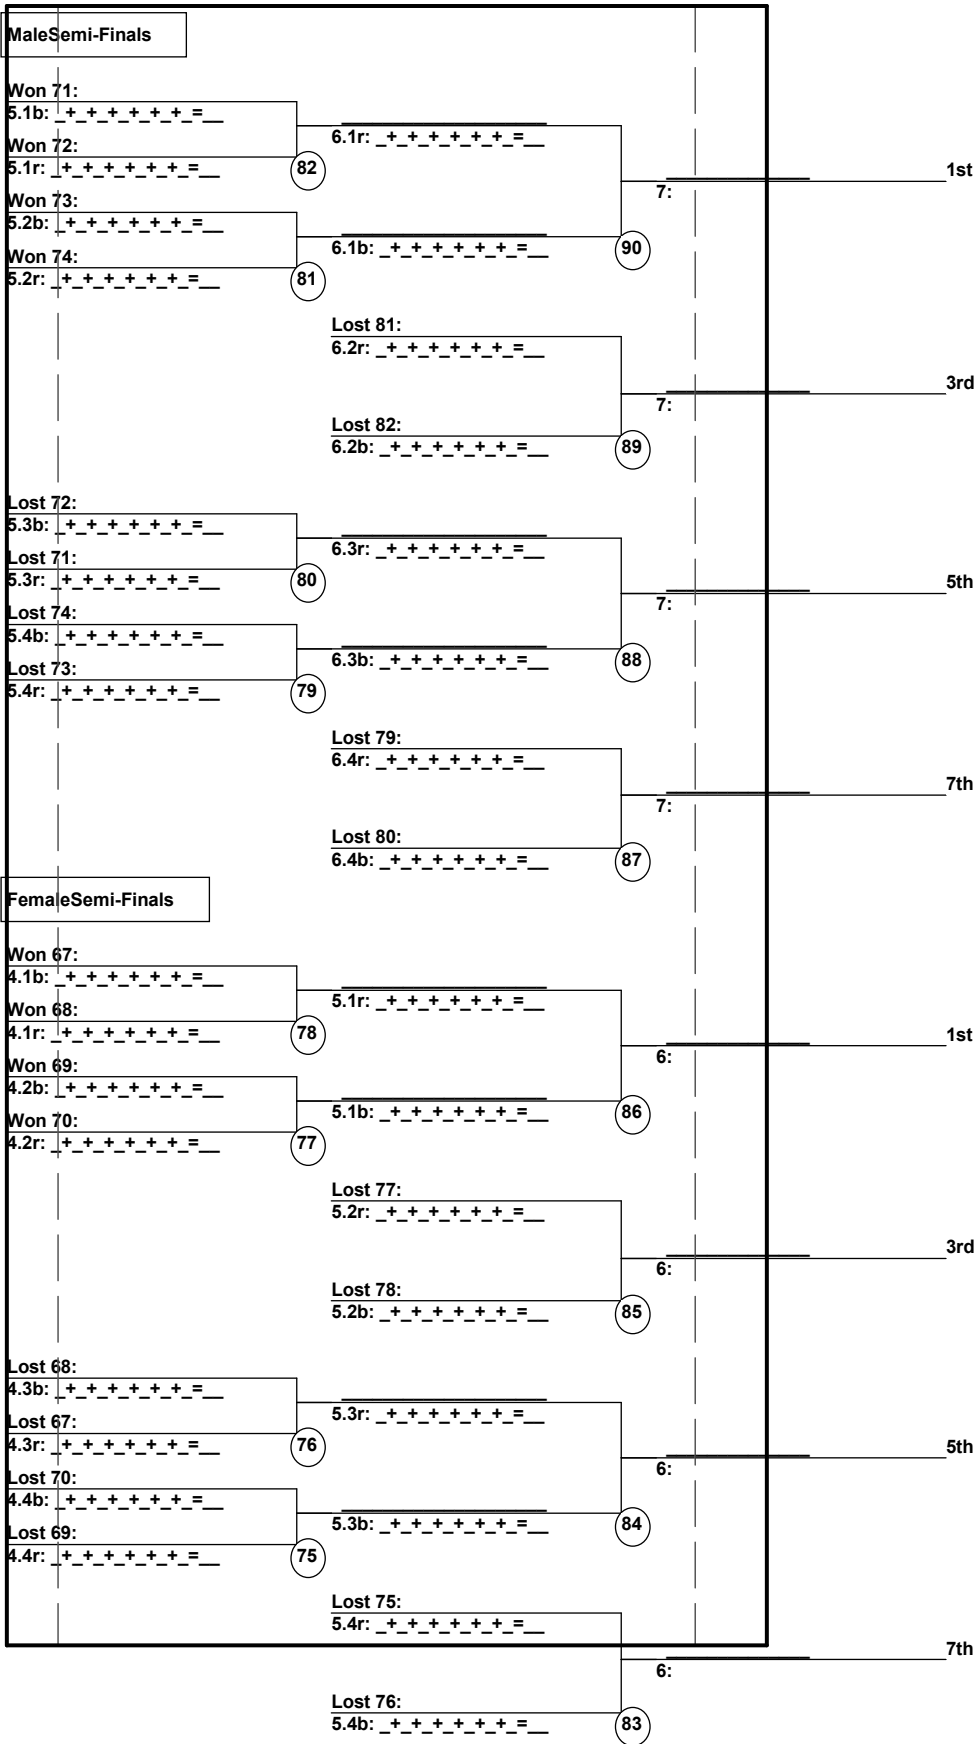 MaleSemi-Finals
Won 71:
5.1b: _+_+_+_+_+_=__
6.1r: _+_+_+_+_+_=__
Won 72:
5.1r: _+_+_+_+_+_=__
82
1st
7:
Won 73:
5.2b: _+_+_+_+_+_=__
6.1b: _+_+_+_+_+_=__
90
Won 74:
5.2r: _+_+_+_+_+_=__
81
Lost 81:
6.2r: _+_+_+_+_+_=__
3rd
7:
Lost 82:
6.2b: _+_+_+_+_+_=__
89
Lost 72:
5.3b: _+_+_+_+_+_=__
6.3r: _+_+_+_+_+_=__
Lost 71:
5.3r: _+_+_+_+_+_=__
80
5th
7:
Lost 74:
5.4b: _+_+_+_+_+_=__
6.3b: _+_+_+_+_+_=__
88
Lost 73:
5.4r: _+_+_+_+_+_=__
79
Lost 79:
6.4r: _+_+_+_+_+_=__
7th
7:
Lost 80:
6.4b: _+_+_+_+_+_=__
87
FemaleSemi-Finals
Won 67:
4.1b: _+_+_+_+_+_=__
5.1r: _+_+_+_+_+_=__
Won 68:
4.1r: _+_+_+_+_+_=__
78
1st
6:
Won 69:
4.2b: _+_+_+_+_+_=__
5.1b: _+_+_+_+_+_=__
86
Won 70:
4.2r: _+_+_+_+_+_=__
77
Lost 77:
5.2r: _+_+_+_+_+_=__
3rd
6:
Lost 78:
5.2b: _+_+_+_+_+_=__
85
Lost 68:
4.3b: _+_+_+_+_+_=__
5.3r: _+_+_+_+_+_=__
Lost 67:
4.3r: _+_+_+_+_+_=__
76
5th
6:
Lost 70:
4.4b: _+_+_+_+_+_=__
5.3b: _+_+_+_+_+_=__
84
Lost 69:
4.4r: _+_+_+_+_+_=__
75
Lost 75:
5.4r: _+_+_+_+_+_=__
7th
6:
Lost 76:
5.4b: _+_+_+_+_+_=__
83